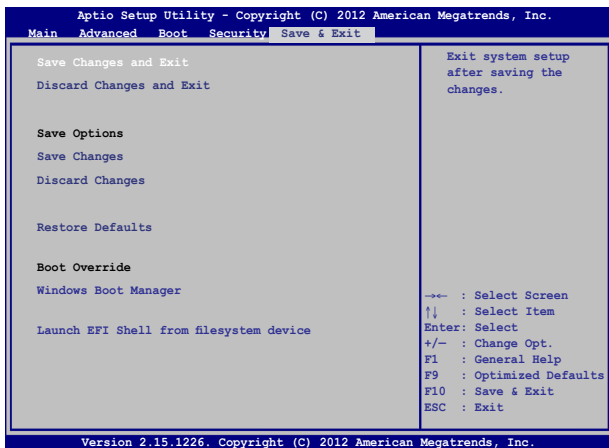 Aptio Setup Utility - Copyright (C) 2012 American Megatrends, Inc.
Main Advanced Boot Security Save & Exit
Save Changes and Exit
Discard Changes and Exit
Save Options
Save Changes
Discard Changes
Restore Defaults
Boot Override
Windows Boot Manager
Launch EFI Shell from filesystem device
Exit system setup
after saving the
changes.
→← : Select Screen
↑↓ : Select Item
Enter: Select
+/— : Change Opt.
F1 : General Help
F9 : Optimized Defaults
F10 : Save & Exit
ESC : Exit
Version 2.15.1226. Copyright (C) 2012 American Megatrends, Inc.